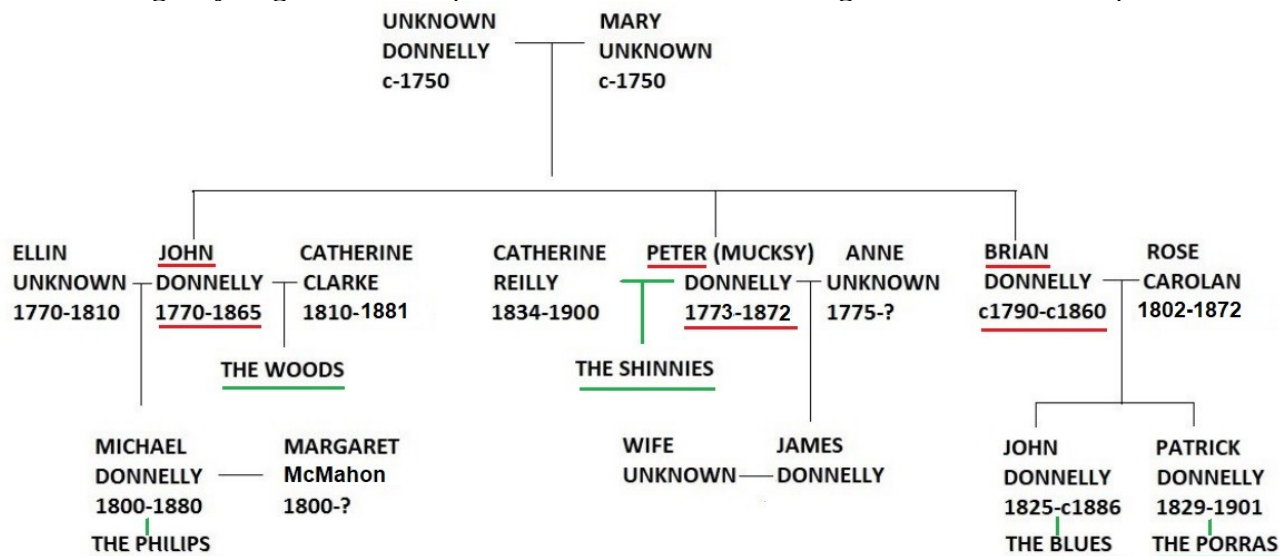 UNKNOWN
DONNELLY
c-1750
MARY
UNKNOWN
c-1750
ELLIN
UNKNOWN
1770-1810
JOHN
DONNELLY
1770-1865
CATHERINE
CLARKE
1810-1881
THE WOODS
CATHERINE
REILLY
1834-1900
PETER (MUCKSY)
DONNELLY
1773-1872
ANNE
UNKNOWN
1775-?
THE SHINNIES
BRIAN
DONNELLY
c1790-c1860
ROSE
CAROLAN
1802-1872
MICHAEL
DONNELLY
1800-1880
THE PHILIPS
MARGARET
McMahon
1800-?
WIFE
UNKNOWN
JAMES
DONNELLY
JOHN
DONNELLY
1825-c1886
THE BLUES
PATRICK
DONNELLY
1829-1901
THE PORRAS